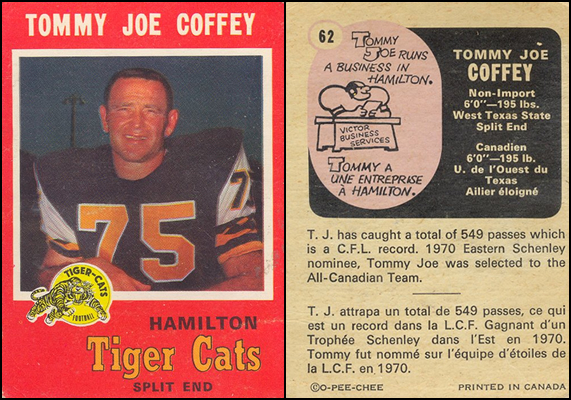 TOMMY JOE COFFEY
75
75
TIGER-CATS
FOOTBALL
HAMILTON
Tiger Cats
SPLIT END
62
TOMMY
JOE RUNS
A BUSINESS IN
HAMILTON.
VICTOR
BUSINESS
SERVICES
TOMMY A
UNE ENTREPRISE
À HAMILTON.
TOMMY JOE
COFFEY
Non-Import
6'0"—195 lbs.
West Texas State
Split End
Canadien
6'0"—195 lb.
U. de l'Ouest du
Texas
Ailier éloigné
T. J. has caught a total of 549 passes which
is a C.F.L. record. 1970 Eastern Schenley
nominee, Tommy Joe was selected to the
All-Canadian Team.
T. J. attrapa un total de 549 passes, ce qui
est un record dans la L.C.F. Gagnant d'un
Trophée Schenley dans l'Est en 1970.
Tommy fut nommé sur l'équipe d'étoiles de
la L.C.F. en 1970.
©O-PEE-CHEE PRINTED IN CANADA